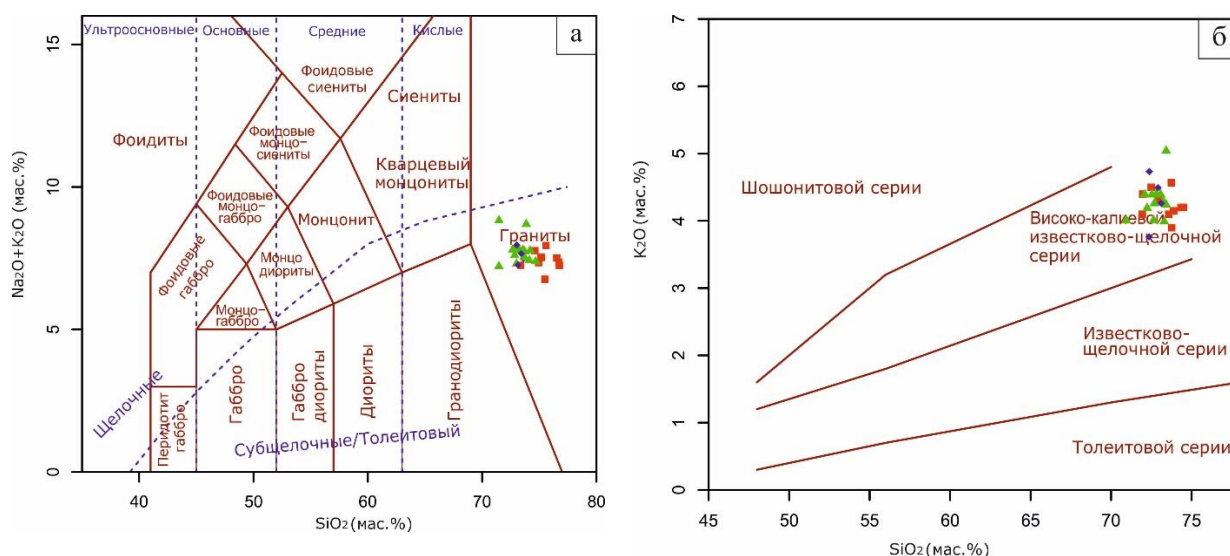 Ультроосновные
Основные
Средние
Кислые
а
15
10
5
0
Na2O+K2O (мас.%)
Фоидовые
сиениты
Сиениты
Фоидиты
Фоидовые
монцо-
сиениты
Кварцевый
монцониты
Фоидовые
монцо-
габбро
Монцонит
Граниты
Фоидовые
габбро
Монцо
диориты
Монцо-
габбро
Щелочные
Перидотит
габбро
Габбро
Габбро
диориты
Диориты
Гранодиориты
Субщелочные/Толеитовый
40
50
60
70
80
SiO2(мас.%)
б
7
6
5
4
3
2
1
0
K2O (мас.%)
Шошонитовой серии
Високо-калиевой
известково-щелочной
серии
Известково-
щелочной серии
Толеитовой серии
45
50
55
60
65
70
75
SiO2 (мас.%)